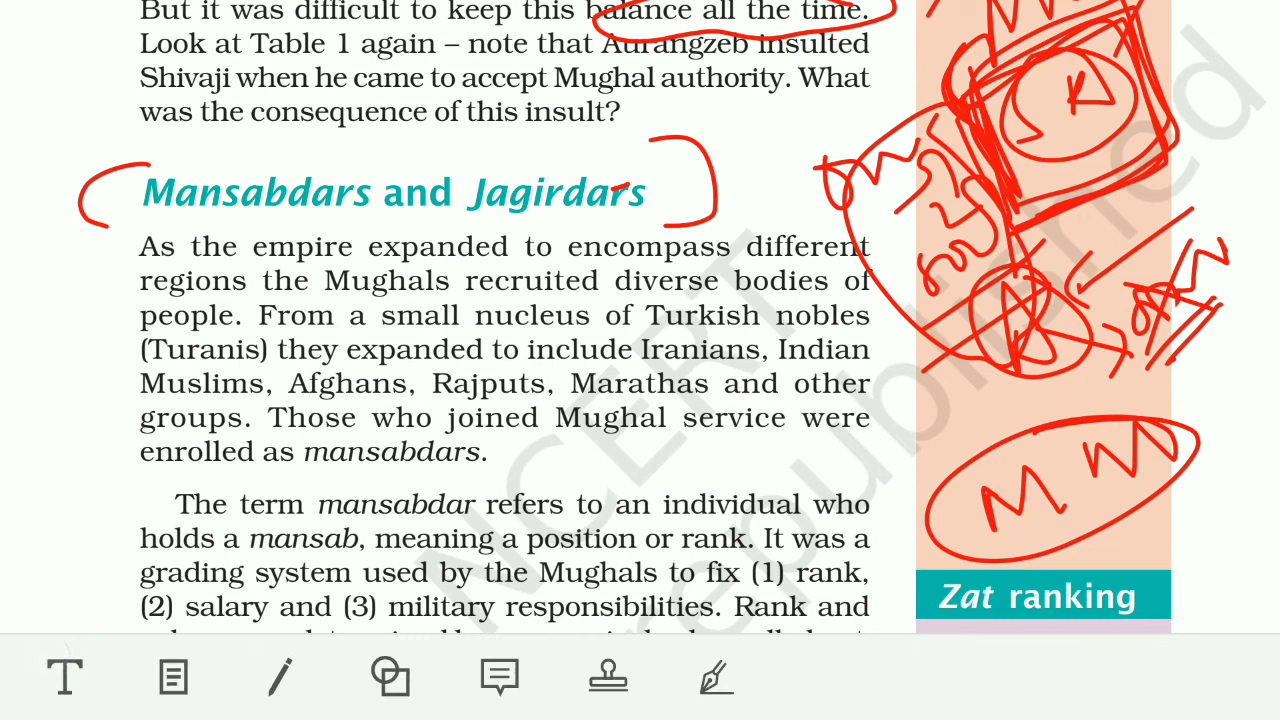 But it was difficult to keep this balance all the time.
Look at Table 1 again – note that Aurangzeb insulted
Shivaji when he came to accept Mughal authority. What
was the consequence of this insult?
Mansabdars and Jagirdars
As the empire expanded to encompass different
regions the Mughals recruited diverse bodies of
people. From a small nucleus of Turkish nobles
(Turanis) they expanded to include Iranians, Indian
Muslims, Afghans, Rajputs, Marathas and other
groups. Those who joined Mughal service were
enrolled as mansabdars.
The term mansabdar refers to an individual who
holds a mansab, meaning a position or rank. It was a
grading system used by the Mughals to fix (1) rank,
(2) salary and (3) military responsibilities. Rank and
Zat ranking
NCERT
republished
T